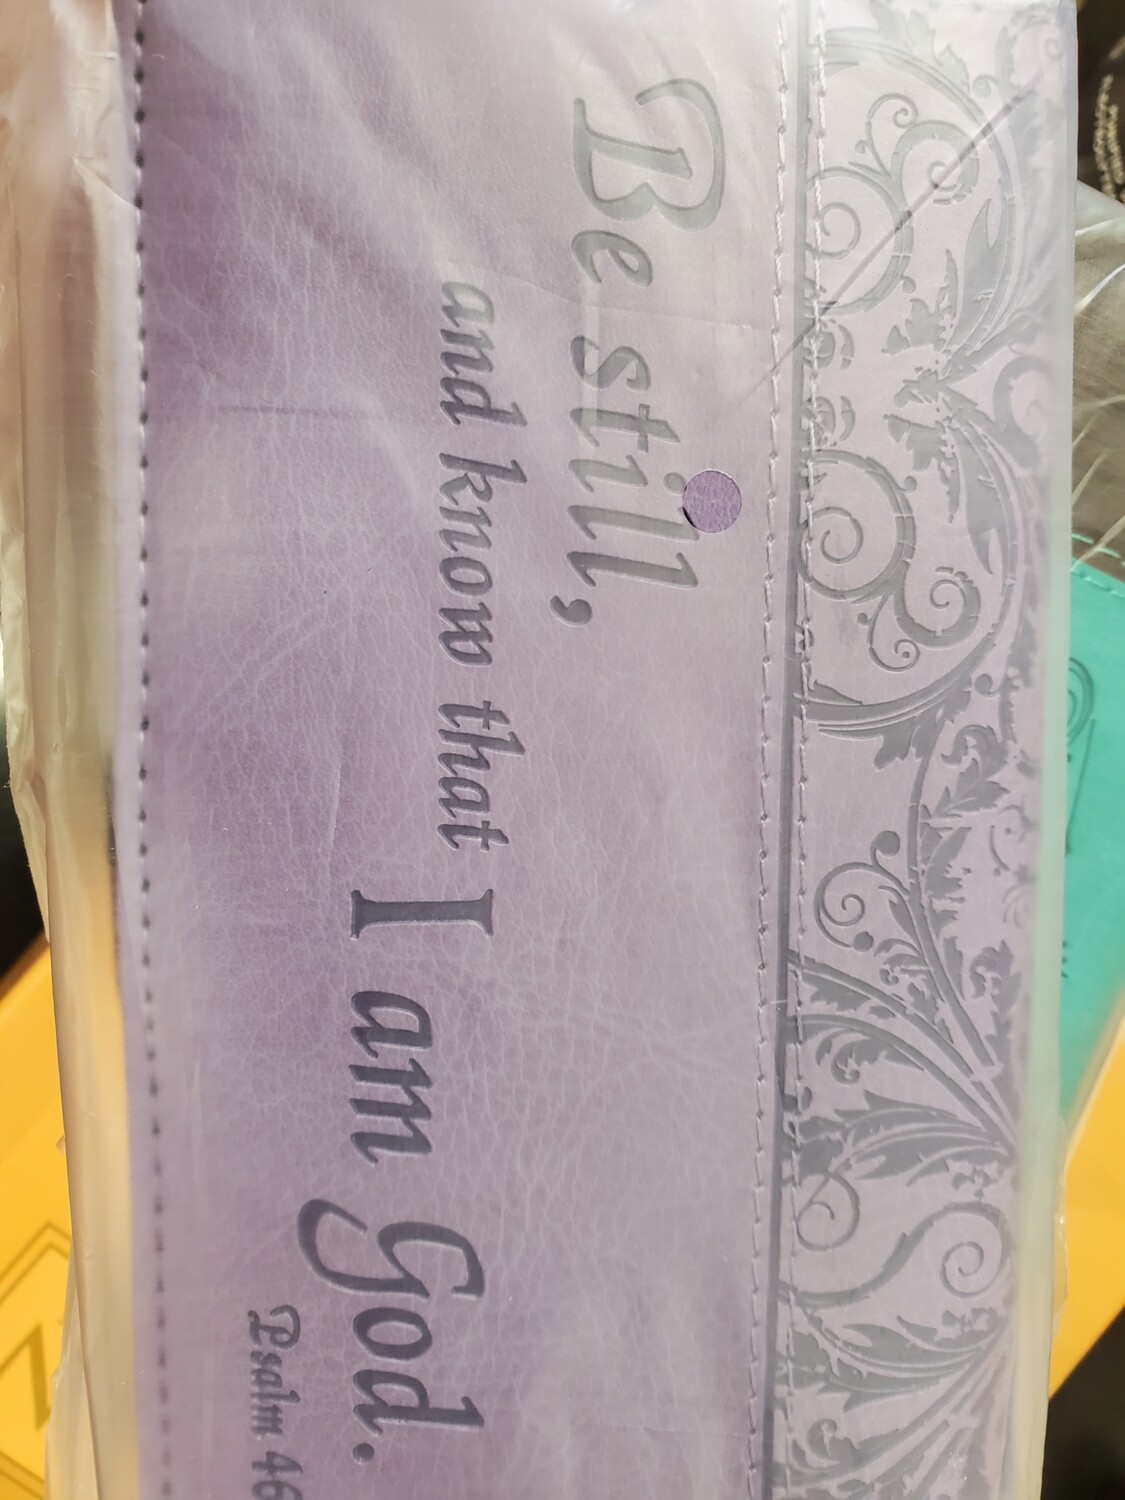 Be still,
and know that I am God.
Psalm 46